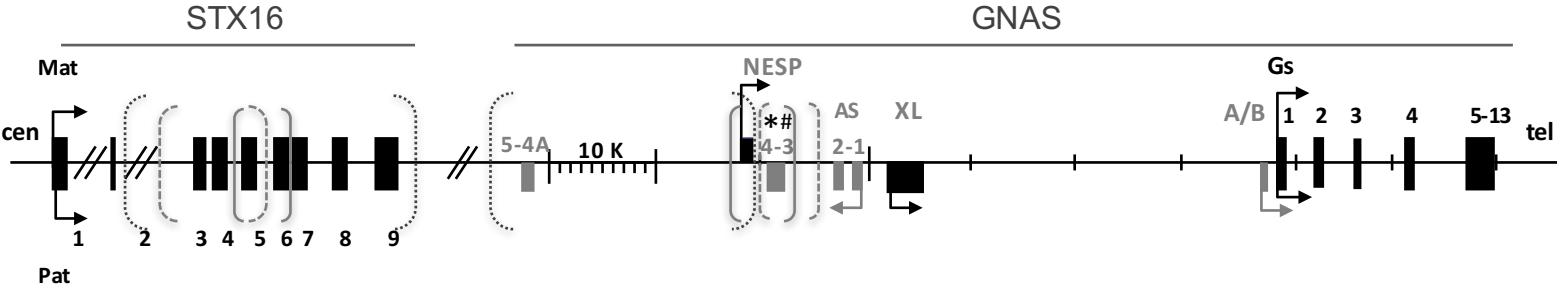 STX16 GNAS
Mat NESP Gs
cen 5-4A 10 K *# 4-3 AS 2-1 XL A/B 1 2 3 4 5-13 tel
1 2 3 4 5 6 7 8 9
Pat